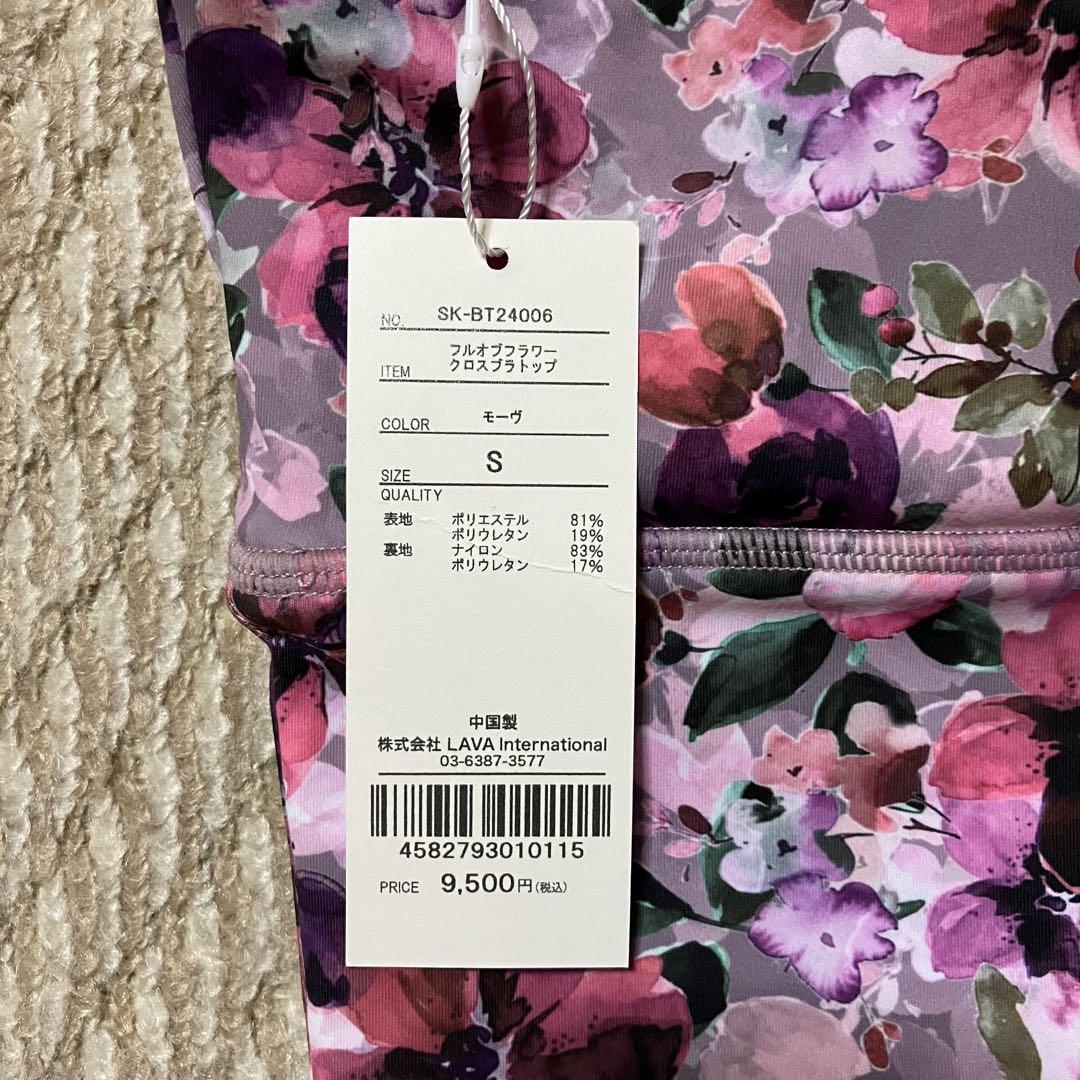 NO. SK-BT24006
フルオブフラワー
ITEM クロスブラトップ
COLOR モーヴ
SIZE S
QUALITY
表地 ポリエステル 81%
ポリウレタン 19%
裏地 ナイロン 83%
ポリウレタン 17%
中国製
株式会社 LAVA International
03-6387-3577
4582793010115
PRICE 9,500円(税込)